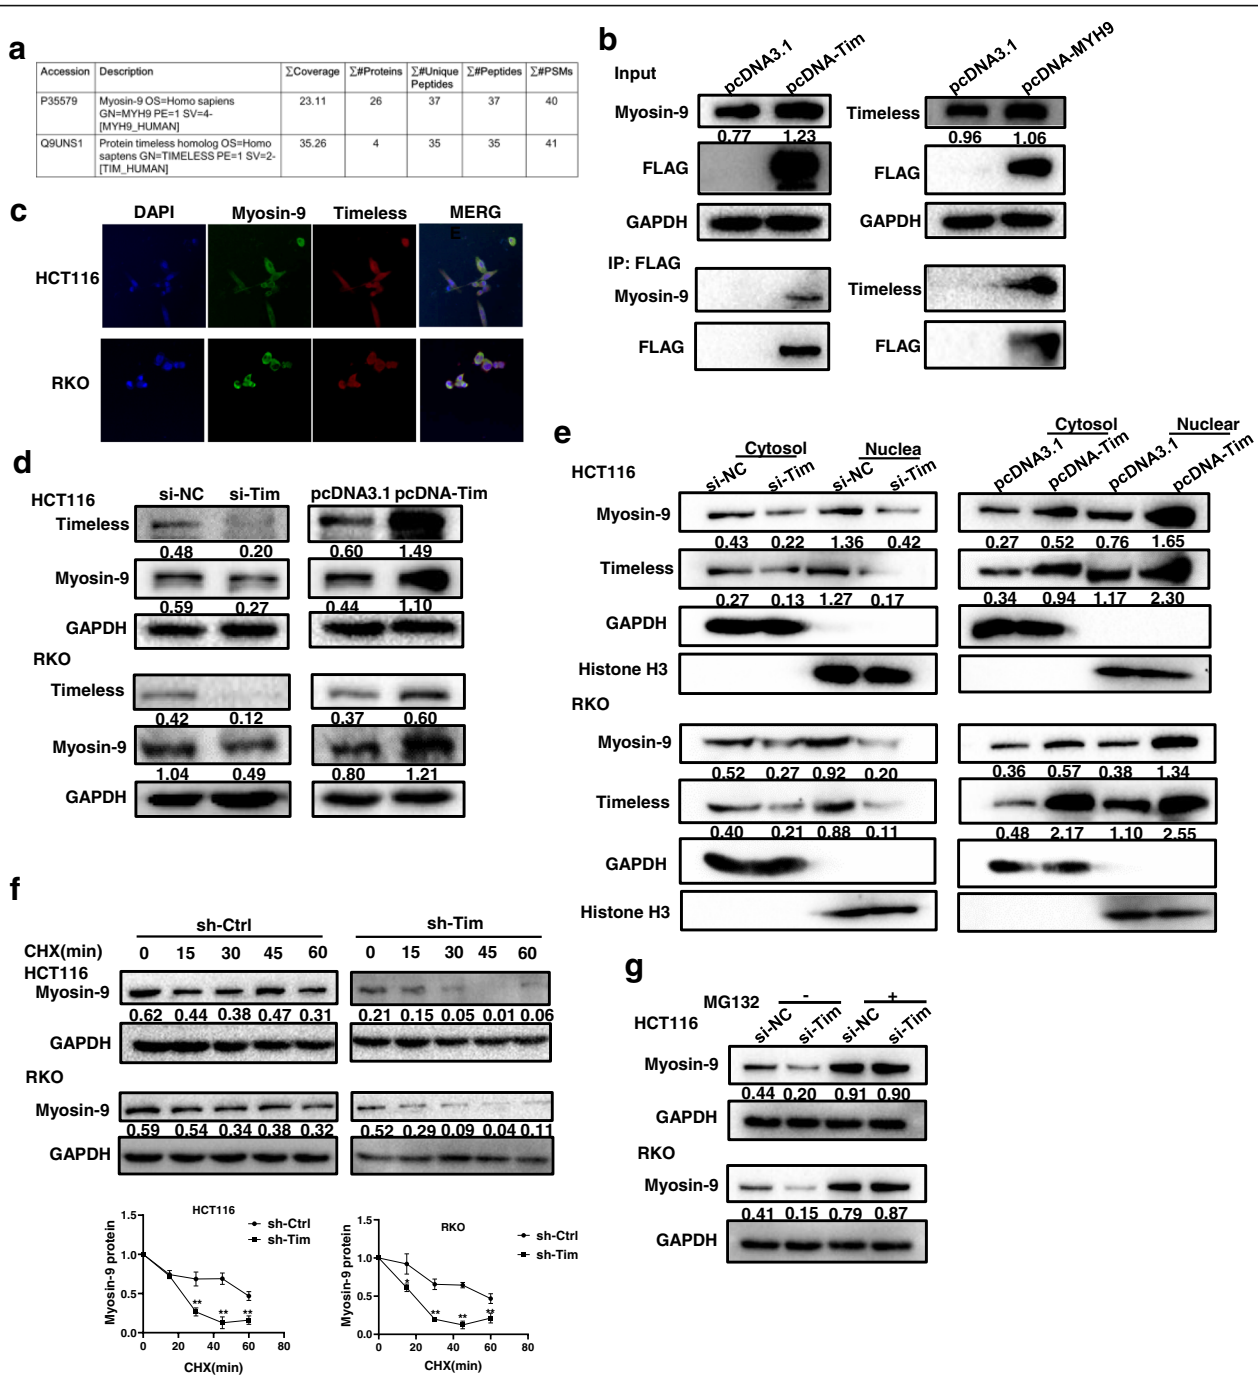 a
Accession Description ΣCoverage Σ#Proteins Σ#Unique Peptides Σ#Peptides Σ#PSMs
P35579 Myosin-9 OS=Homo sapiens 23.11 26 37 37 40
GN=MYH9 PE=1 SV=4-
[MYH9_HUMAN]
Q9UNS1 Protein timeless homolog OS=Homo 35.26 4 35 35 41
saptens GN=TIMELESS PE=1 SV=2-
[TIM_HUMAN]
b
pcDNA3.1 pcDNA-Tim pcDNA3.1 pcDNA-MYH9
Input
Myosin-9 Timeless
0.77 1.23 0.96 1.06
FLAG FLAG
GAPDH GAPDH
IP: FLAG
Myosin-9 Timeless
FLAG FLAG
c
DAPI Myosin-9 Timeless MERG
E
HCT116
RKO
d
HCT116 si-NC si-Tim pcDNA3.1 pcDNA-Tim
Timeless
0.48 0.20 0.60 1.49
Myosin-9
0.59 0.27 0.44 1.10
GAPDH
RKO
Timeless
0.42 0.12 0.37 0.60
Myosin-9
1.04 0.49 0.80 1.21
GAPDH
e
Cytosol Nuclea Cytosol Nuclear
HCT116 si-NC si-Tim si-NC si-Tim pcDNA3.1 pcDNA-Tim pcDNA3.1 pcDNA-Tim
Myosin-9
0.43 0.22 1.36 0.42 0.27 0.52 0.76 1.65
Timeless
0.27 0.13 1.27 0.17 0.34 0.94 1.17 2.30
GAPDH
Histone H3
RKO
Myosin-9
0.52 0.27 0.92 0.20 0.36 0.57 0.38 1.34
Timeless
0.40 0.21 0.88 0.11 0.48 2.17 1.10 2.55
GAPDH
Histone H3
f
sh-Ctrl sh-Tim
CHX(min) 0 15 30 45 60 0 15 30 45 60
HCT116
Myosin-9
0.62 0.44 0.38 0.47 0.31 0.21 0.15 0.05 0.01 0.06
GAPDH
RKO
Myosin-9
0.59 0.54 0.34 0.38 0.32 0.52 0.29 0.09 0.04 0.11
GAPDH
HCT116
sh-Ctrl
sh-Tim
Myosin-9 protein
1.5
1.0
0.5
0.0
** ** **
0 20 40 60 80
CHX(min)
RKO
sh-Ctrl
sh-Tim
Myosin-9 protein
1.5
1.0
0.5
0.0
* ** ** **
0 20 40 60 80
CHX(min)
g
MG132 - +
HCT116 si-NC si-Tim si-NC si-Tim
Myosin-9
0.44 0.20 0.91 0.90
GAPDH
RKO
Myosin-9
0.41 0.15 0.79 0.87
GAPDH